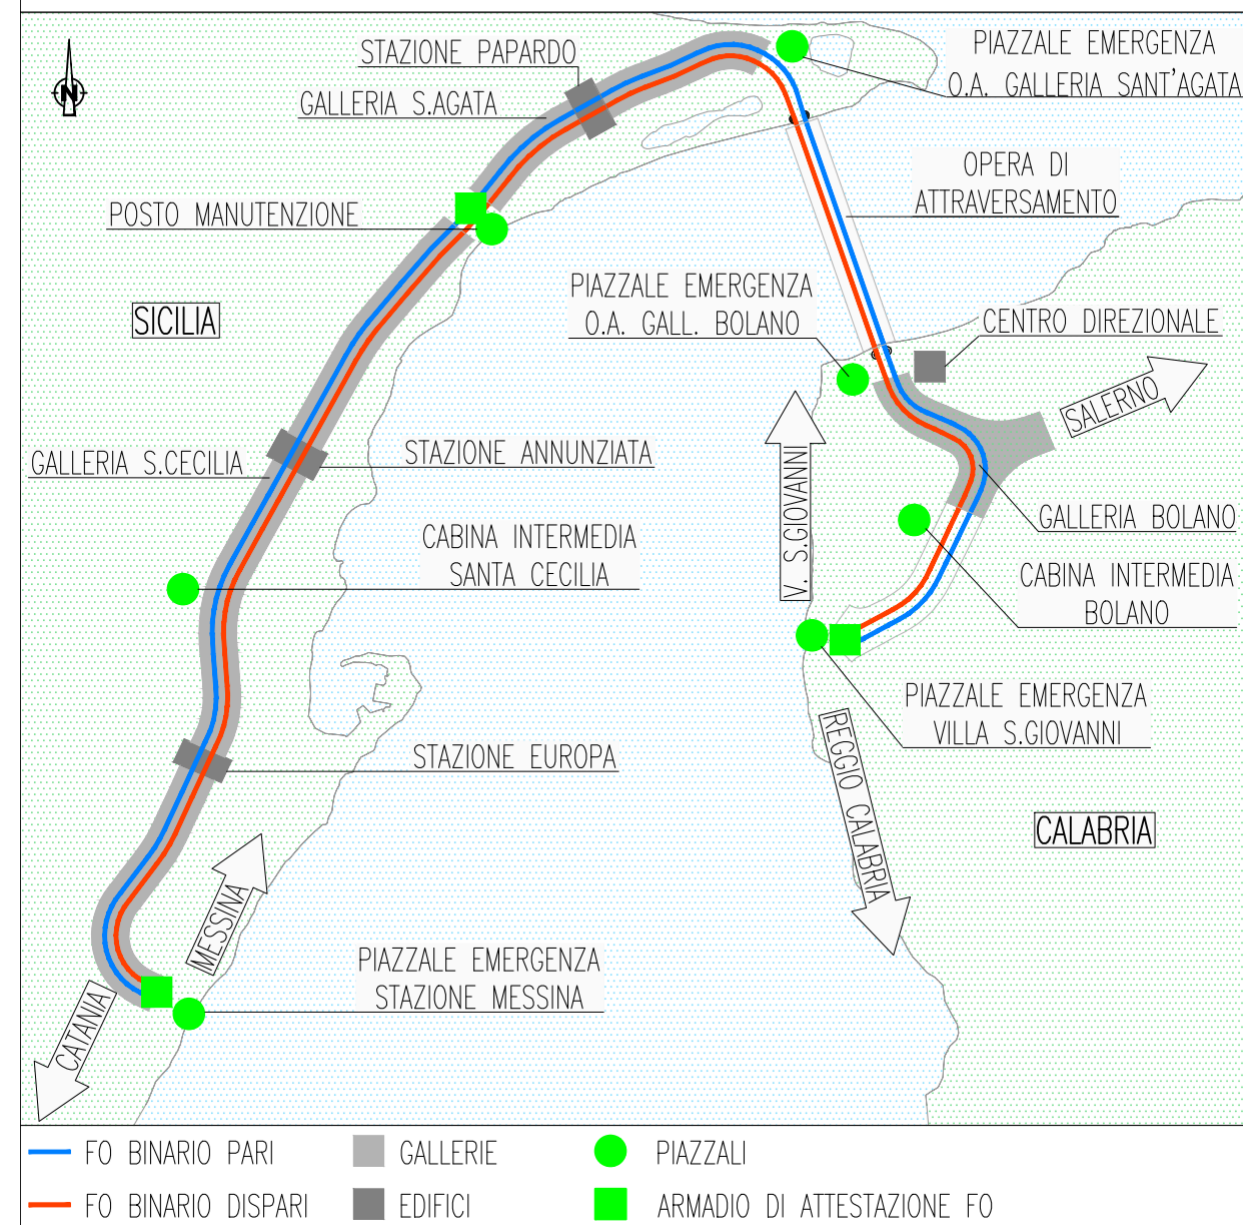 STAZIONE PAPARDO
PIAZZALE EMERGENZA
O.A. GALLERIA SANT'AGATA
N
GALLERIA S.AGATA
OPERA DI
ATTRAVERSAMENTO
POSTO MANUTENZIONE
PIAZZALE EMERGENZA
O.A. GALL. BOLANO
SICILIA
CENTRO DIREZIONALE
SALERNO
GALLERIA S.CECILIA
STAZIONE ANNUNZIATA
V. S.GIOVANNI
GALLERIA BOLANO
CABINA INTERMEDIA
SANTA CECILIA
CABINA INTERMEDIA
BOLANO
PIAZZALE EMERGENZA
VILLA S.GIOVANNI
STAZIONE EUROPA
REGGIO CALABRIA
CALABRIA
MESSINA
PIAZZALE EMERGENZA
STAZIONE MESSINA
CATANIA
FO BINARIO PARI
GALLERIE
PIAZZALI
FO BINARIO DISPARI
EDIFICI
ARMADIO DI ATTESTAZIONE FO